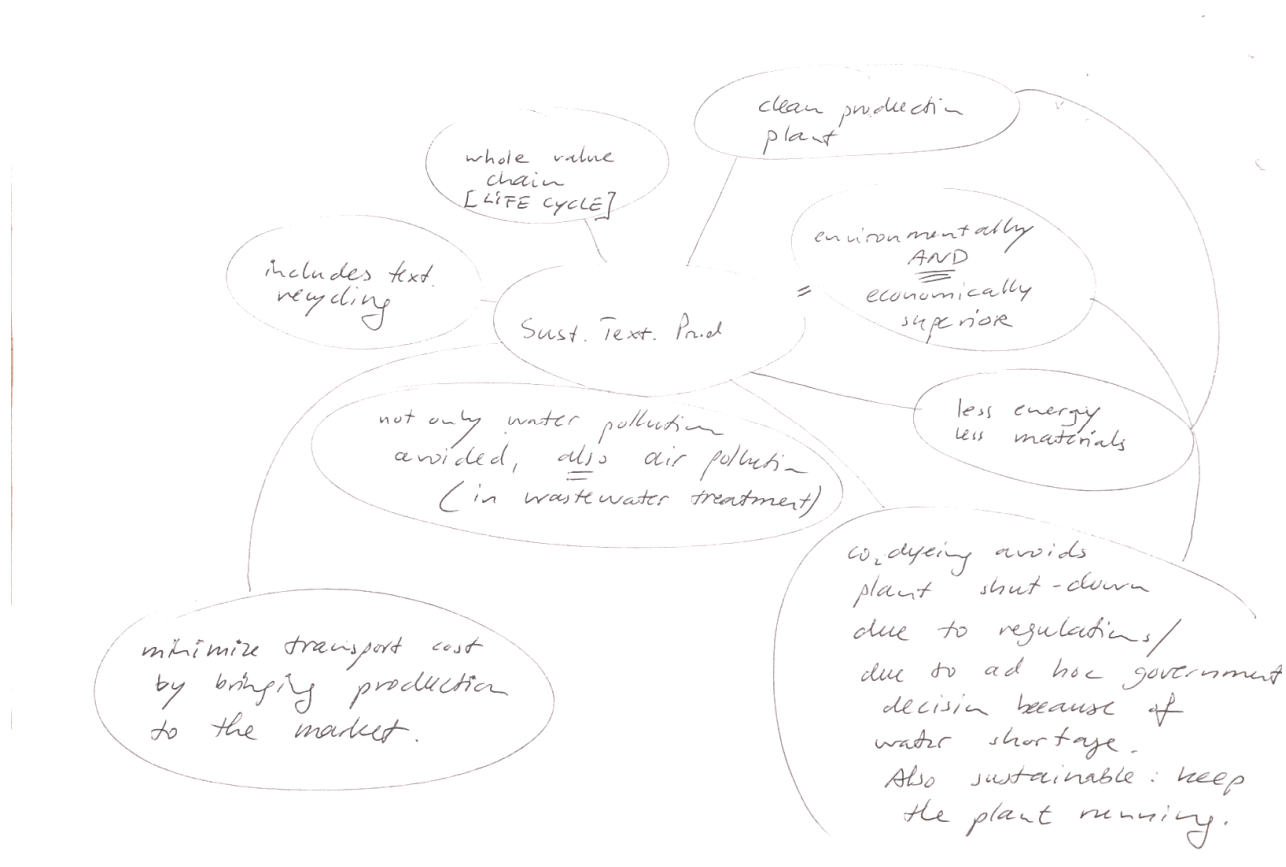 clean production
plant
whole value
chain
[LIFE CYCLE]
environmentally
AND
economically
superior
=
includes text.
recycling
Sust. Text. Prod
less energy
less materials
not only water pollution
avoided, also air pollution
(in wastewater treatment)
CO₂ dyeing avoids
plant shut-down
due to regulations/
due to ad hoc government
decision because of
water shortage.
Also sustainable: keep
the plant running.
minimize transport cost
by bringing production
to the market.